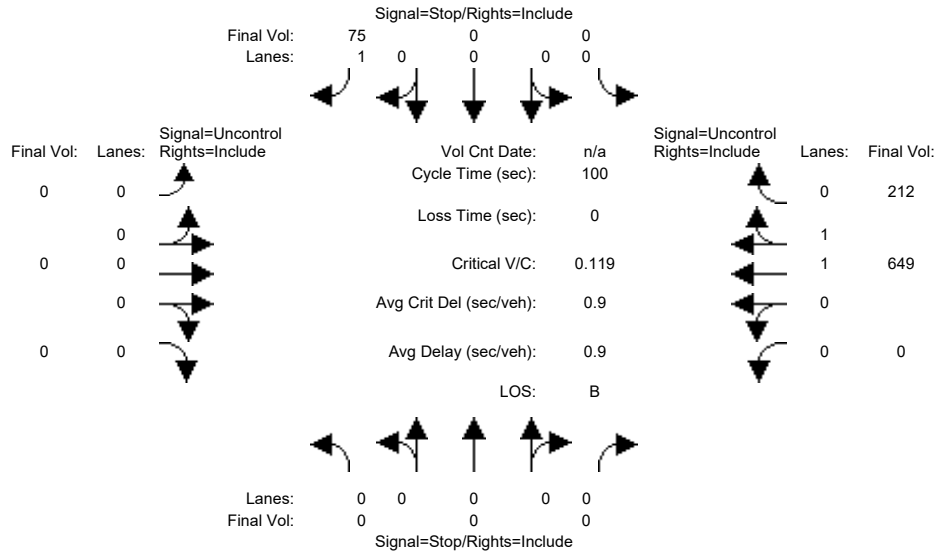 Signal=Stop/Rights=Include
Final Vol: 75 0 0
Lanes: 1 0 0 0 0
Signal=Uncontrol
Final Vol: Lanes: Rights=Include
Vol Cnt Date: n/a
Signal=Uncontrol
Rights=Include Lanes: Final Vol:
Cycle Time (sec): 100
0 0
0 212
Loss Time (sec): 0
0
1
0 0
Critical V/C: 0.119
1 649
0
Avg Crit Del (sec/veh): 0.9
0
0 0
Avg Delay (sec/veh): 0.9
0 0
LOS: B
Lanes: 0 0 0 0 0
Final Vol: 0 0 0
Signal=Stop/Rights=Include